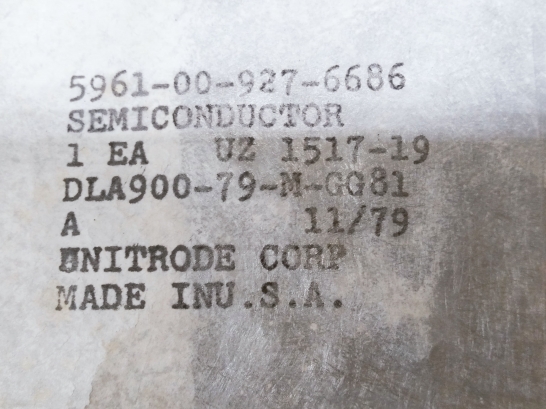 5961-00-927-6686
SEMICONDUCTOR
1 EA UZ 1517-19
DLA900-79-M-GG81
A 11/79
UNITRODE CORP
MADE INU.S.A.